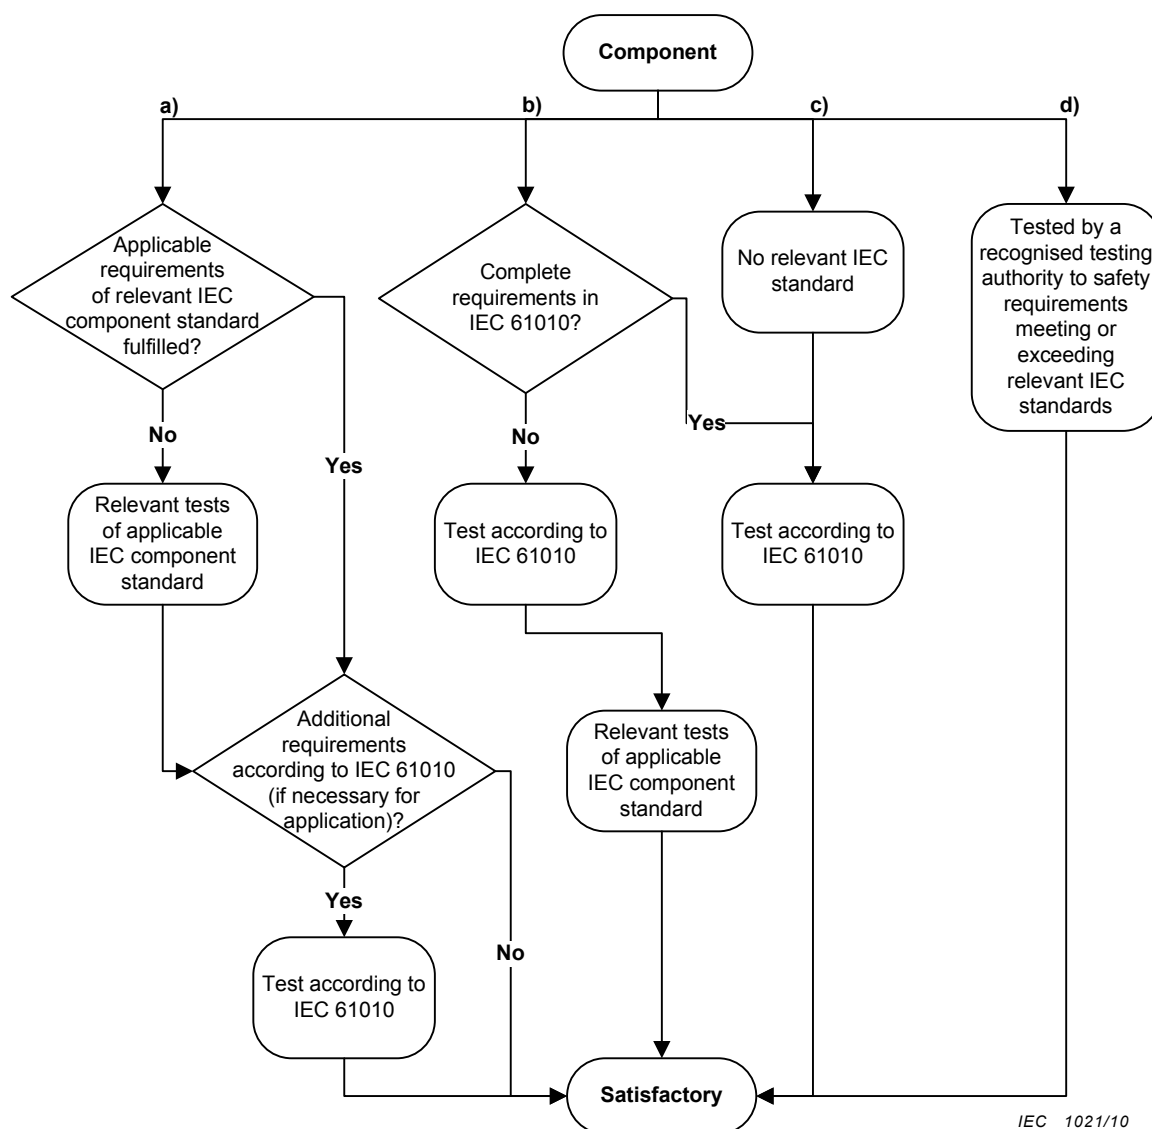 Component
a)
b)
c)
d)
Applicable
requirements
of relevant IEC
component standard
fulfilled?
Complete
requirements in
IEC 61010?
No relevant IEC
standard
Tested by a
recognised testing
authority to safety
requirements
meeting or
exceeding
relevant IEC
standards
No
Yes
No
Yes
Relevant tests
of applicable
IEC component
standard
Test according to
IEC 61010
Test according to
IEC 61010
Additional
requirements
according to IEC 61010
(if necessary for
application)?
Relevant tests
of applicable
IEC component
standard
Yes
No
Test according to
IEC 61010
Satisfactory
IEC 1021/10